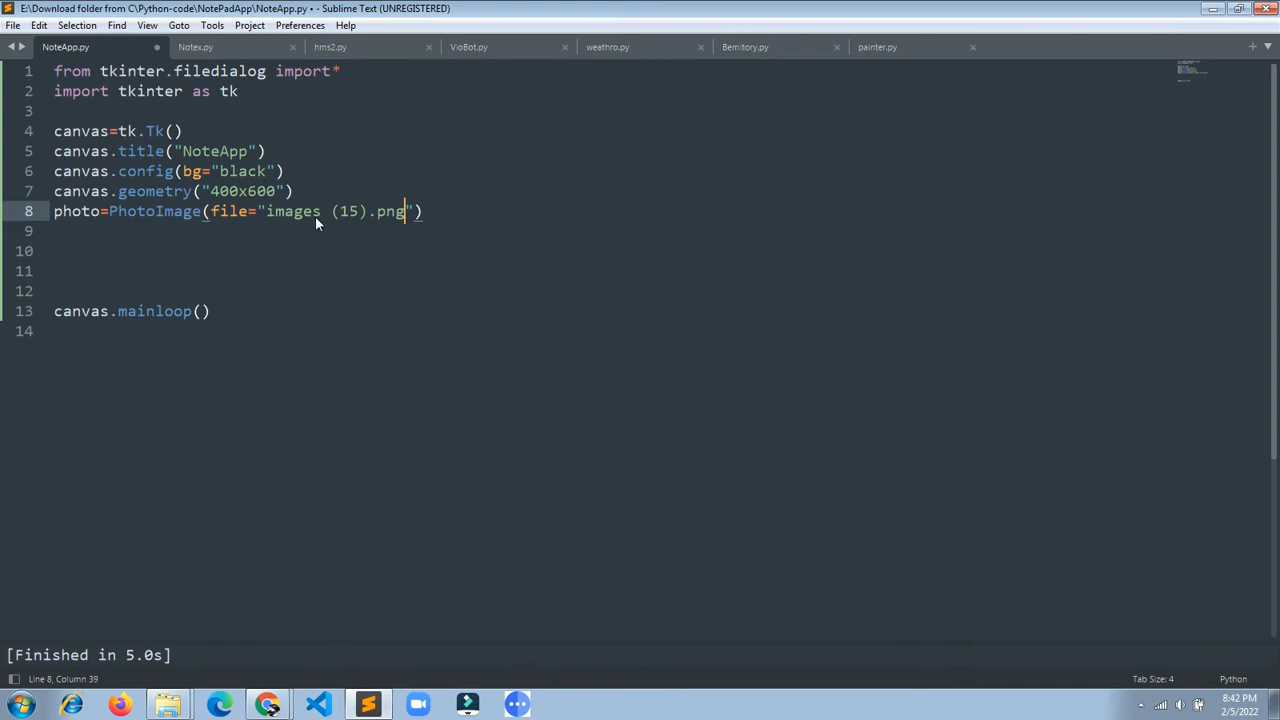 E:\Download folder from C\Python-code\NotePadApp\NoteApp.py • - Sublime Text (UNREGISTERED)
File Edit Selection Find View Goto Tools Project Preferences Help
NoteApp.py Notex.py hms2.py VioBot.py weathro.py Bemitory.py painter.py
1 from tkinter.filedialog import*
2 import tkinter as tk
3
4 canvas=tk.Tk()
5 canvas.title("NoteApp")
6 canvas.config(bg="black")
7 canvas.geometry("400x600")
8 photo=PhotoImage(file="images (15).png")
9
10
11
12
13 canvas.mainloop()
14
[Finished in 5.0s]
Line 8, Column 39 Tab Size: 4 Python
8:42 PM
2/5/2022